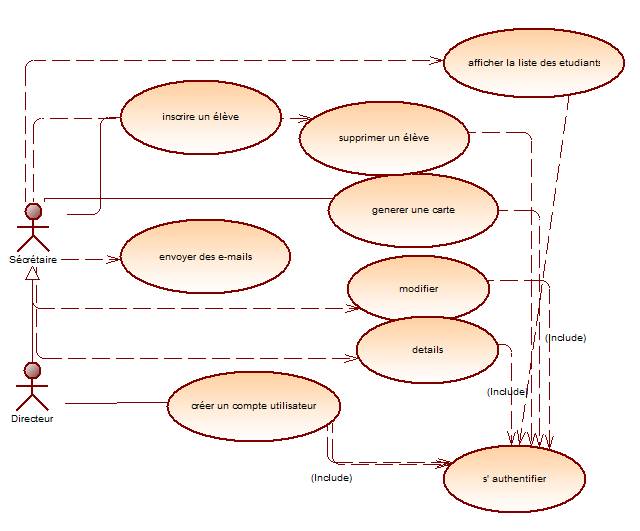 afficher la liste des etudiants
inscrire un élève
supprimer un élève
generer une carte
Sécrétaire
envoyer des e-mails
modifier
(Include)
details
(Include)
créer un compte utilisateur
Directeur
(Include)
s' authentifier